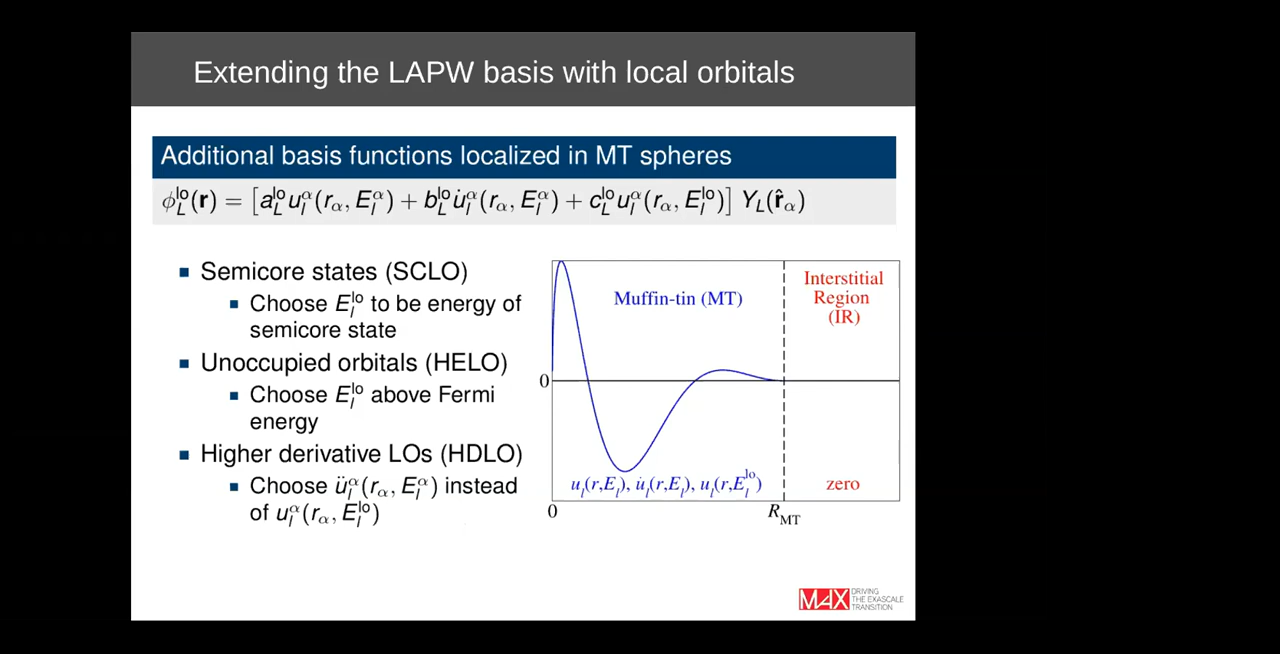 Extending the LAPW basis with local orbitals
Additional basis functions localized in MT spheres
ϕ_L^lo(r) = [a_L^lo u_l^α(r_α, E_l^α) + b_L^lo u̇_l^α(r_α, E_l^α) + c_L^lo u_l^α(r_α, E_l^lo)] Y_L(r̂_α)
■ Semicore states (SCLO)
■ Choose E_l^lo to be energy of
semicore state
■ Unoccupied orbitals (HELO)
■ Choose E_l^lo above Fermi
energy
■ Higher derivative LOs (HDLO)
■ Choose ü_l^α(r_α, E_l^α) instead
of u_l^α(r_α, E_l^lo)
Muffin-tin (MT)
Interstitial
Region
(IR)
0
u_l(r,E_l), u̇_l(r,E_l), u_l(r,E_l^lo)
zero
0
R_MT
MAX
DRIVING
THE EXASCALE
TRANSITION